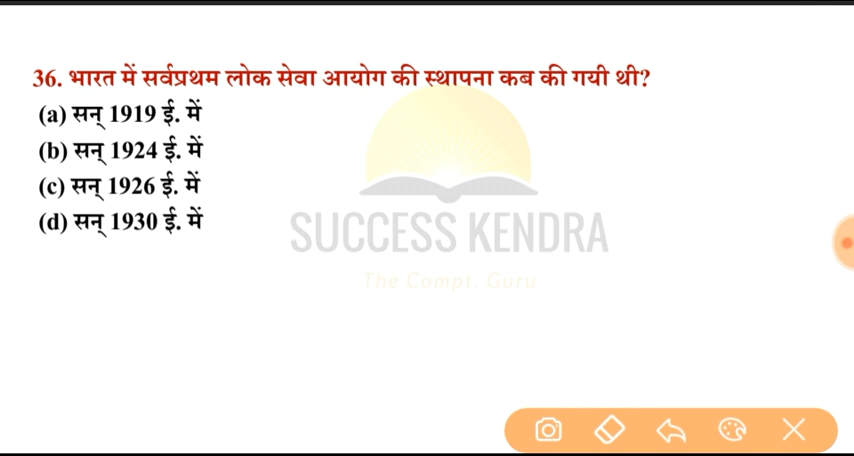 36. भारत में सर्वप्रथम लोक सेवा आयोग की स्थापना कब की गयी थी?
(a) सन् 1919 ई. में
(b) सन् 1924 ई. में
(c) सन् 1926 ई. में
(d) सन् 1930 ई. में
SUCCESS KENDRA
The Compt. Guru